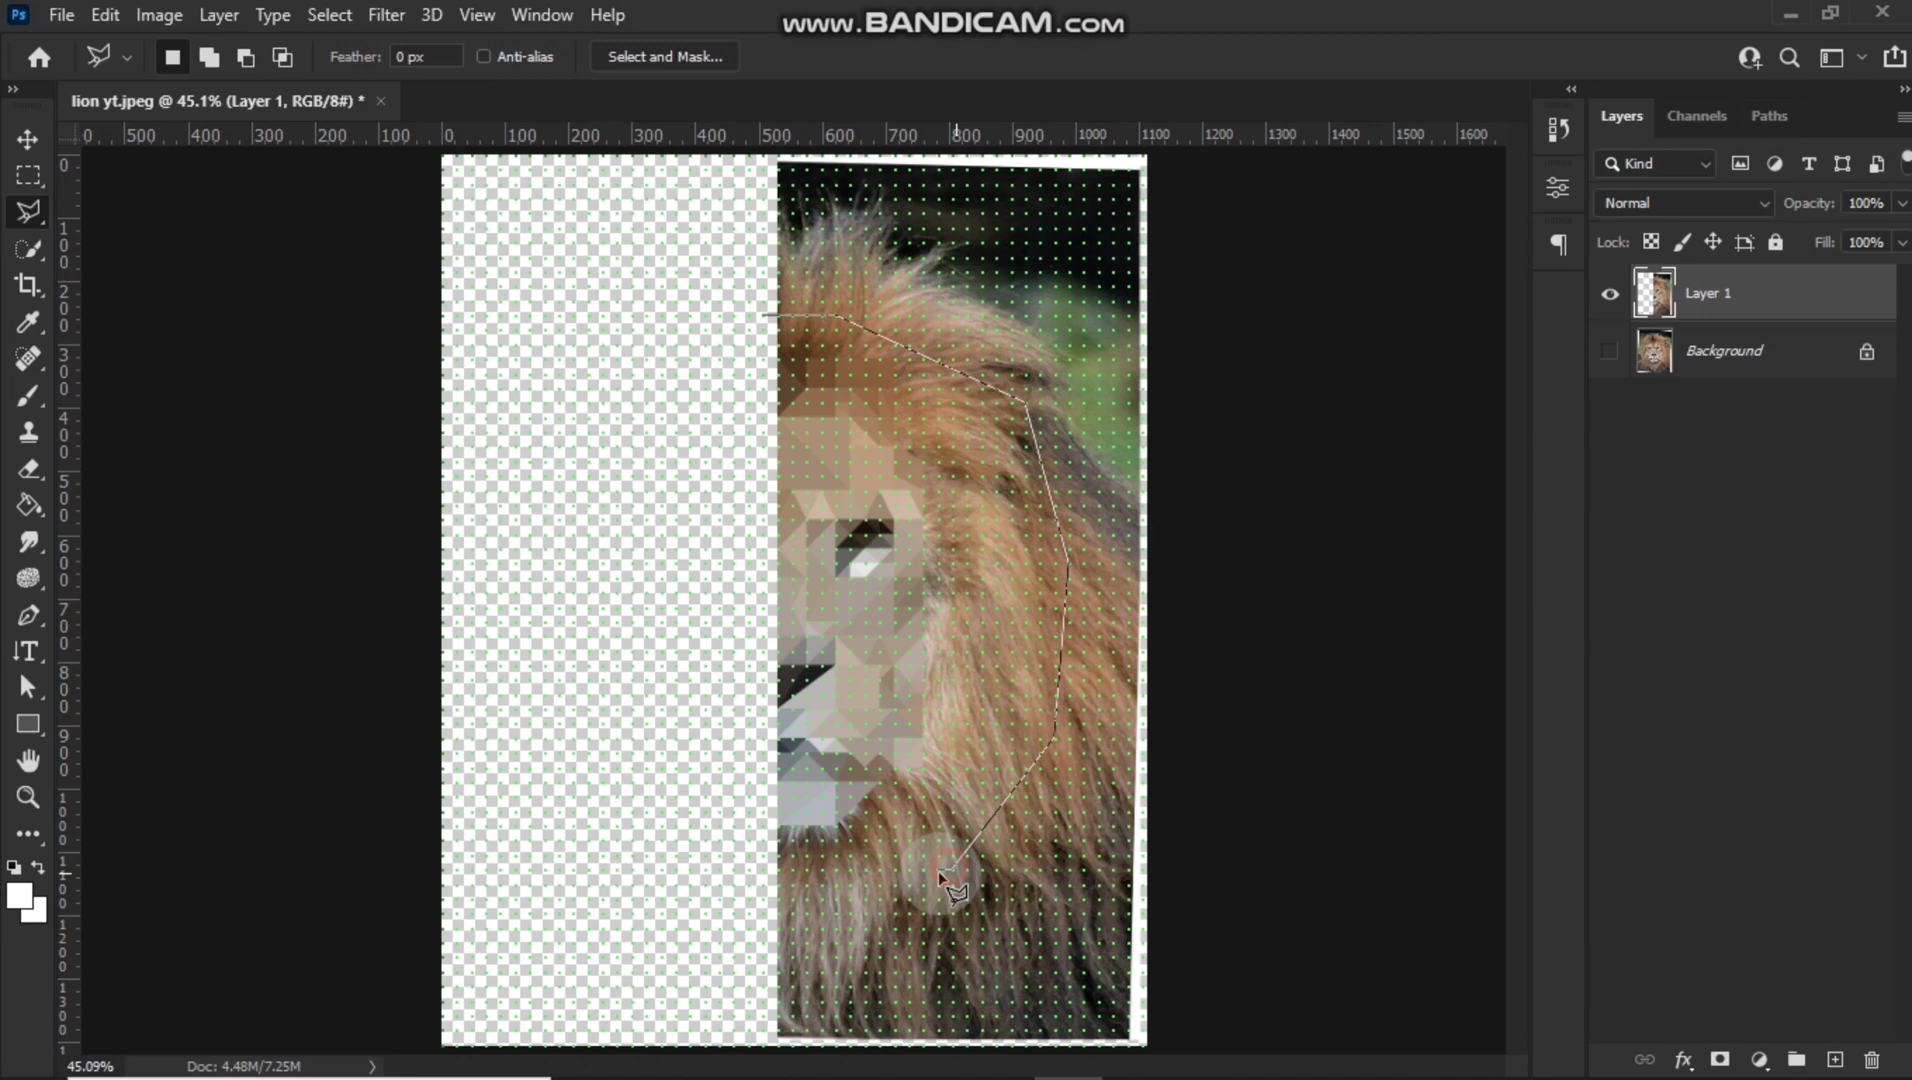 Ps File Edit Image Layer Type Select Filter 3D View Window Help
www.BANDICAM.com
Feather: 0 px Anti-alias Select and Mask...
lion yt.jpeg @ 45.1% (Layer 1, RGB/8#) * ×
0 500 400 300 200 100 0 100 200 300 400 500 600 700 800 900 1000 1100 1200 1300 1400 1500 1600
0
100
200
300
400
500
600
700
800
900
1000
1100
1200
1300
1
Layers Channels Paths
Kind
Normal Opacity: 100%
Lock: Fill: 100%
Layer 1
Background
45.09% Doc: 4.48M/7.25M